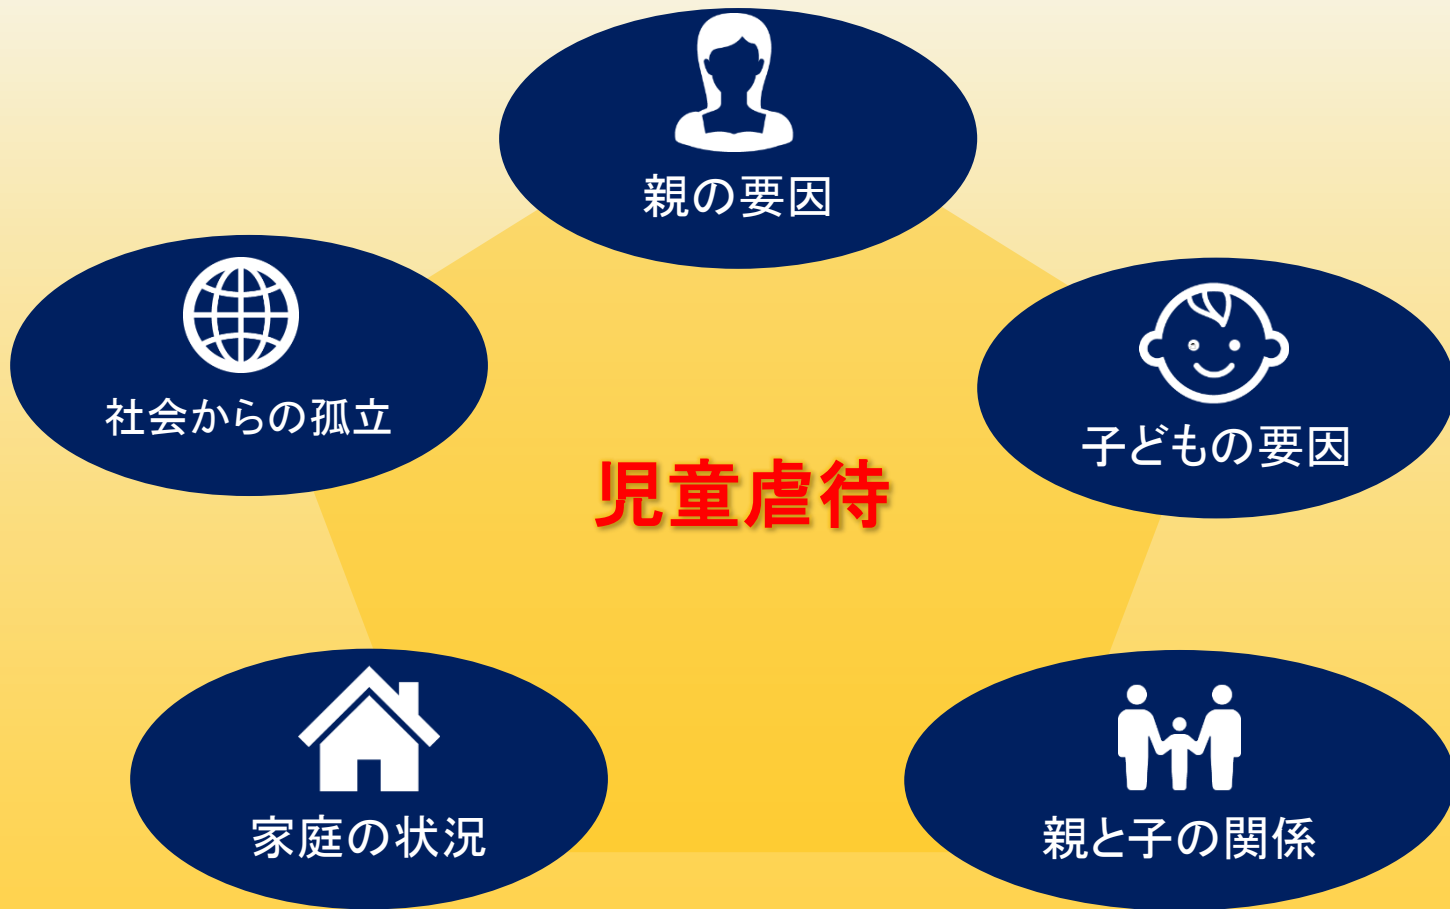 親の要因
社会からの孤立
子どもの要因
児童虐待
家庭の状況
親と子の関係